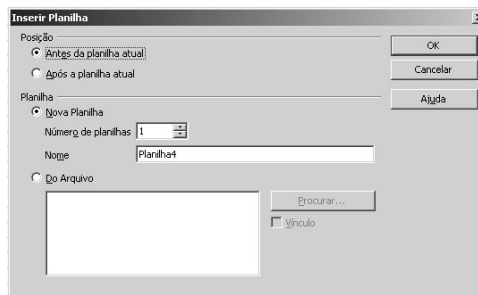 Inserir Planilha
Posição
Antes da planilha atual
Após a planilha atual
OK
Cancelar
Ajuda
Planilha
Nova Planilha
Número de planilhas 1
Nome Planilha4
Do Arquivo
Procurar...
Vínculo